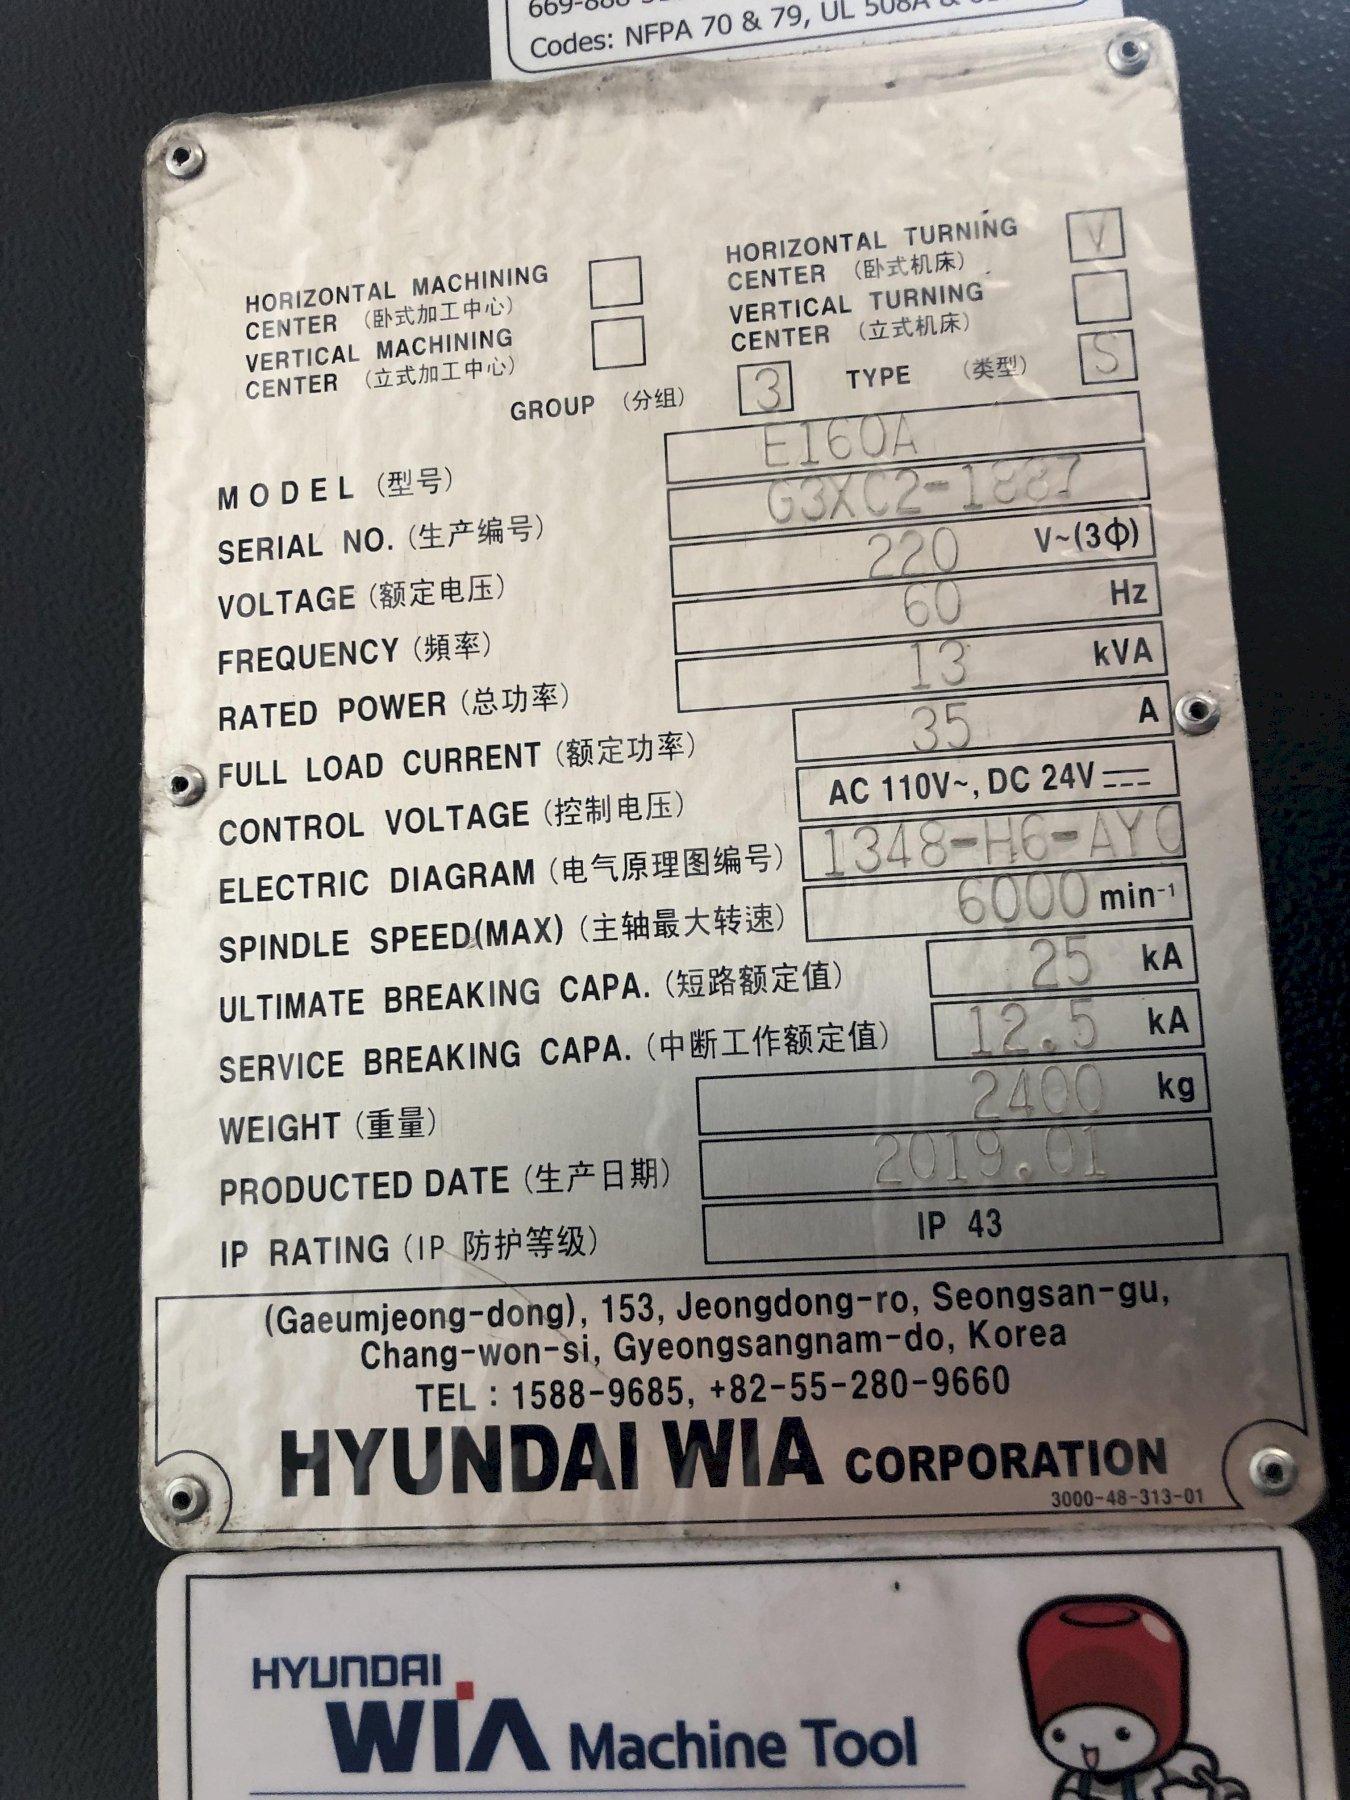 Codes: NFPA 70 & 79, UL 508A &
HORIZONTAL MACHINING
CENTER (卧式加工中心)
VERTICAL MACHINING
CENTER (立式加工中心)
HORIZONTAL TURNING V
CENTER (卧式机床)
VERTICAL TURNING
CENTER (立式机床)
GROUP (分组) 3 TYPE (类型) S
MODEL (型号) E160A
SERIAL NO. (生产编号) G3XC2-1887
VOLTAGE (额定电压) 220 V~(3Φ)
FREQUENCY (頻率) 60 Hz
RATED POWER (总功率) 13 kVA
FULL LOAD CURRENT (额定功率) 35 A
CONTROL VOLTAGE (控制电压) AC 110V~, DC 24V⎓
ELECTRIC DIAGRAM (电气原理图编号) 1348-H6-AY0
SPINDLE SPEED(MAX) (主轴最大转速) 6000 min⁻¹
ULTIMATE BREAKING CAPA. (短路额定值) 25 kA
SERVICE BREAKING CAPA. (中断工作额定值) 12.5 kA
WEIGHT (重量) 2400 kg
PRODUCTED DATE (生产日期) 2019.01
IP RATING (IP 防护等级) IP 43
(Gaeumjeong-dong), 153, Jeongdong-ro, Seongsan-gu,
Chang-won-si, Gyeongsangnam-do, Korea
TEL : 1588-9685, +82-55-280-9660
HYUNDAI WIA CORPORATION
3000-48-313-01
HYUNDAI
WIA Machine Tool